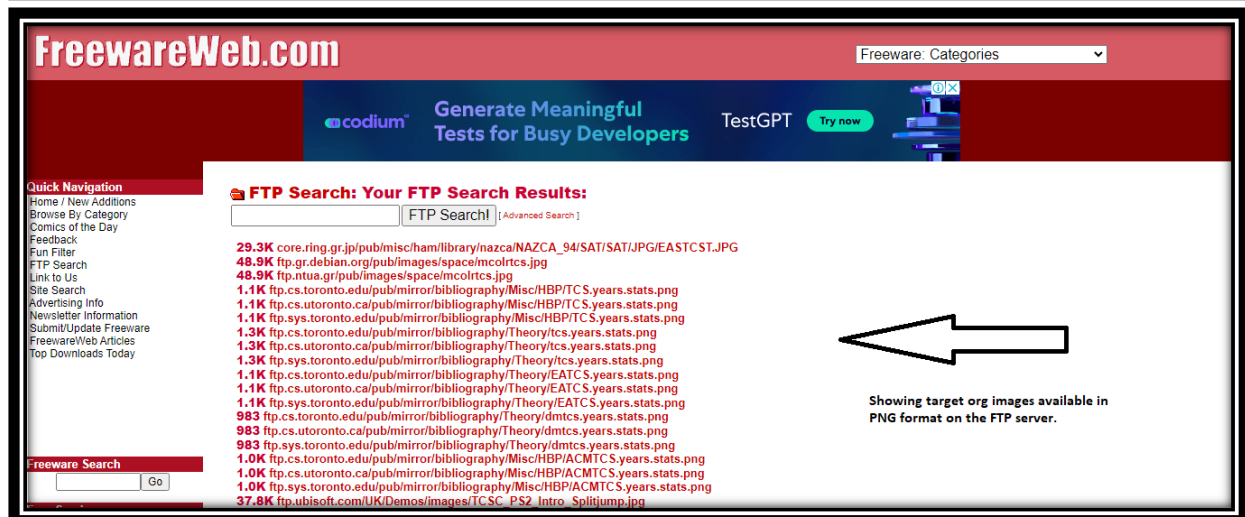 FreewareWeb.com
Freeware: Categories
codium
Generate Meaningful
Tests for Busy Developers
TestGPT
Try now
Quick Navigation
Home / New Additions
Browse By Category
Comics of the Day
Feedback
Fun Filter
FTP Search
Link to Us
Site Search
Advertising Info
Newsletter Information
Submit/Update Freeware
FreewareWeb Articles
Top Downloads Today
Freeware Search
Go
FTP Search: Your FTP Search Results:
FTP Search! [ Advanced Search ]
29.3K core.ring.gr.jp/pub/misc/ham/library/nazca/NAZCA_94/SAT/SAT/JPG/EASTCST.JPG
48.9K ftp.gr.debian.org/pub/images/space/mcolrtcs.jpg
48.9K ftp.ntua.gr/pub/images/space/mcolrtcs.jpg
1.1K ftp.cs.toronto.edu/pub/mirror/bibliography/Misc/HBP/TCS.years.stats.png
1.1K ftp.cs.utoronto.ca/pub/mirror/bibliography/Misc/HBP/TCS.years.stats.png
1.1K ftp.sys.toronto.edu/pub/mirror/bibliography/Misc/HBP/TCS.years.stats.png
1.3K ftp.cs.toronto.edu/pub/mirror/bibliography/Theory/tcs.years.stats.png
1.3K ftp.cs.utoronto.ca/pub/mirror/bibliography/Theory/tcs.years.stats.png
1.3K ftp.sys.toronto.edu/pub/mirror/bibliography/Theory/tcs.years.stats.png
1.1K ftp.cs.toronto.edu/pub/mirror/bibliography/Theory/EATCS.years.stats.png
1.1K ftp.cs.utoronto.ca/pub/mirror/bibliography/Theory/EATCS.years.stats.png
1.1K ftp.sys.toronto.edu/pub/mirror/bibliography/Theory/EATCS.years.stats.png
983 ftp.cs.toronto.edu/pub/mirror/bibliography/Theory/dmtcs.years.stats.png
983 ftp.cs.utoronto.ca/pub/mirror/bibliography/Theory/dmtcs.years.stats.png
983 ftp.sys.toronto.edu/pub/mirror/bibliography/Theory/dmtcs.years.stats.png
1.0K ftp.cs.toronto.edu/pub/mirror/bibliography/Misc/HBP/ACMTCS.years.stats.png
1.0K ftp.cs.utoronto.ca/pub/mirror/bibliography/Misc/HBP/ACMTCS.years.stats.png
1.0K ftp.sys.toronto.edu/pub/mirror/bibliography/Misc/HBP/ACMTCS.years.stats.png
37.8K ftp.ubisoft.com/UK/Demos/images/TCSC_PS2_Intro_Splitjump.jpg
Showing target org images available in
PNG format on the FTP server.